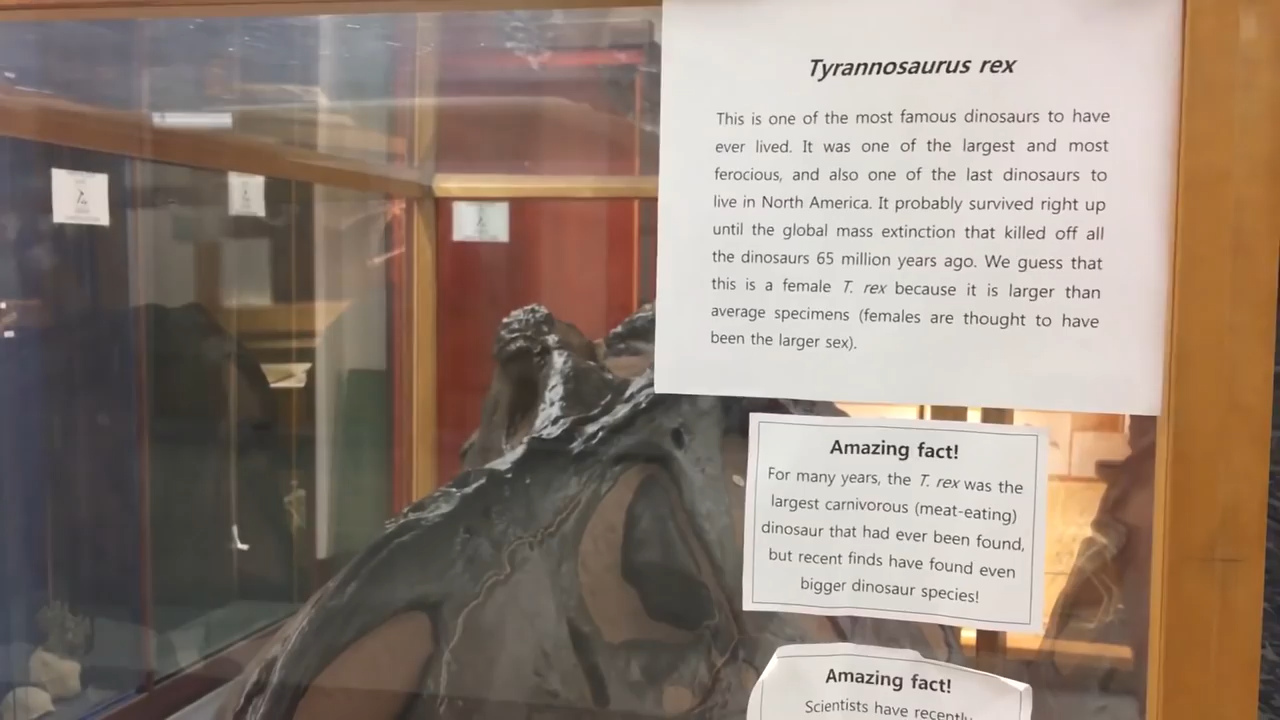 Tyrannosaurus rex
This is one of the most famous dinosaurs to have
ever lived. It was one of the largest and most
ferocious, and also one of the last dinosaurs to
live in North America. It probably survived right up
until the global mass extinction that killed off all
the dinosaurs 65 million years ago. We guess that
this is a female T. rex because it is larger than
average specimens (females are thought to have
been the larger sex).
Amazing fact!
For many years, the T. rex was the
largest carnivorous (meat-eating)
dinosaur that had ever been found,
but recent finds have found even
bigger dinosaur species!
Amazing fact!
Scientists have recently